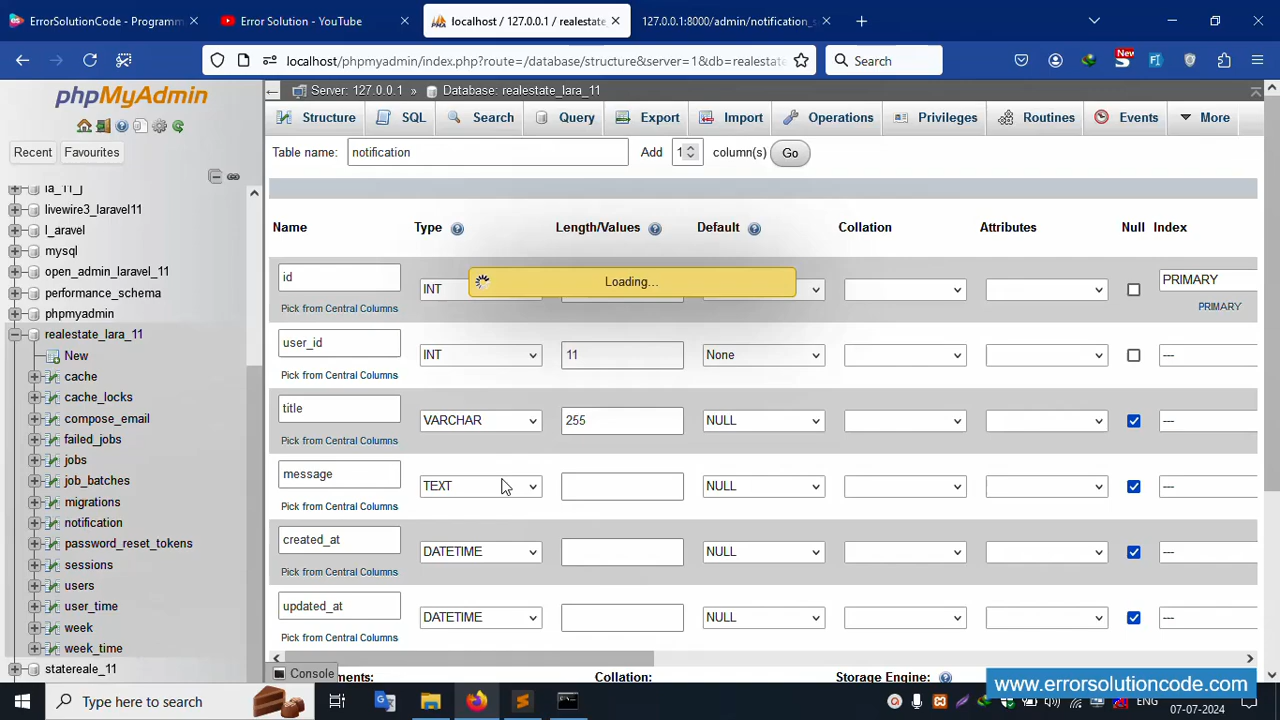 ErrorSolutionCode - Programm
Error Solution - YouTube
localhost / 127.0.0.1 / realestate
127.0.0.1:8000/admin/notification_s
localhost/phpmyadmin/index.php?route=/database/structure&server=1&db=realestate
Search
New
phpMyAdmin
Server: 127.0.0.1 » Database: realestate_lara_11
Structure SQL Search Query Export Import Operations Privileges Routines Events More
Recent Favourites
Table name: notification Add 1 column(s) Go
la_11_j
livewire3_laravel11
l_aravel
mysql
open_admin_laravel_11
performance_schema
phpmyadmin
realestate_lara_11
New
cache
cache_locks
compose_email
failed_jobs
jobs
job_batches
migrations
notification
password_reset_tokens
sessions
users
user_time
week
week_time
statereale_11
Name Type Length/Values Default Collation Attributes Null Index
Loading...
id INT PRIMARY
Pick from Central Columns PRIMARY
user_id INT 11 None ---
Pick from Central Columns
title VARCHAR 255 NULL ---
Pick from Central Columns
message TEXT NULL ---
Pick from Central Columns
created_at DATETIME NULL ---
Pick from Central Columns
updated_at DATETIME NULL ---
Pick from Central Columns
Console
Collation: Storage Engine:
www.errorsolutioncode.com
Type here to search
ENG
07-07-2024